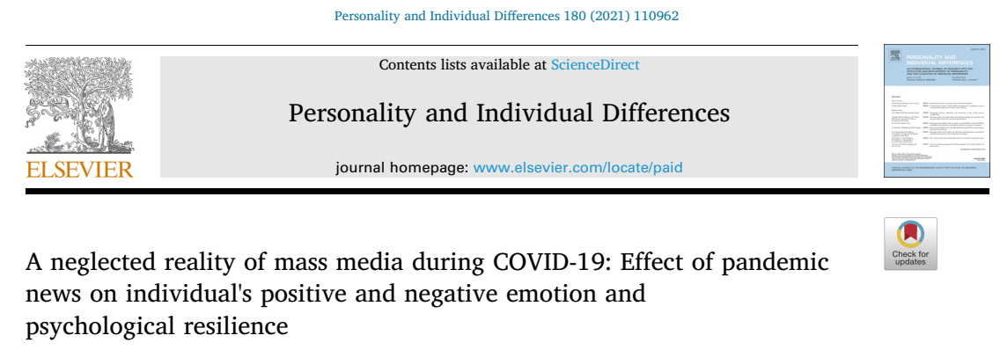 Personality and Individual Differences 180 (2021) 110962
Contents lists available at ScienceDirect
Personality and Individual Differences
journal homepage: www.elsevier.com/locate/paid
ELSEVIER
PERSONALITY AND
INDIVIDUAL DIFFERENCES
A neglected reality of mass media during COVID-19: Effect of pandemic
news on individual's positive and negative emotion and
psychological resilience
Check for
updates